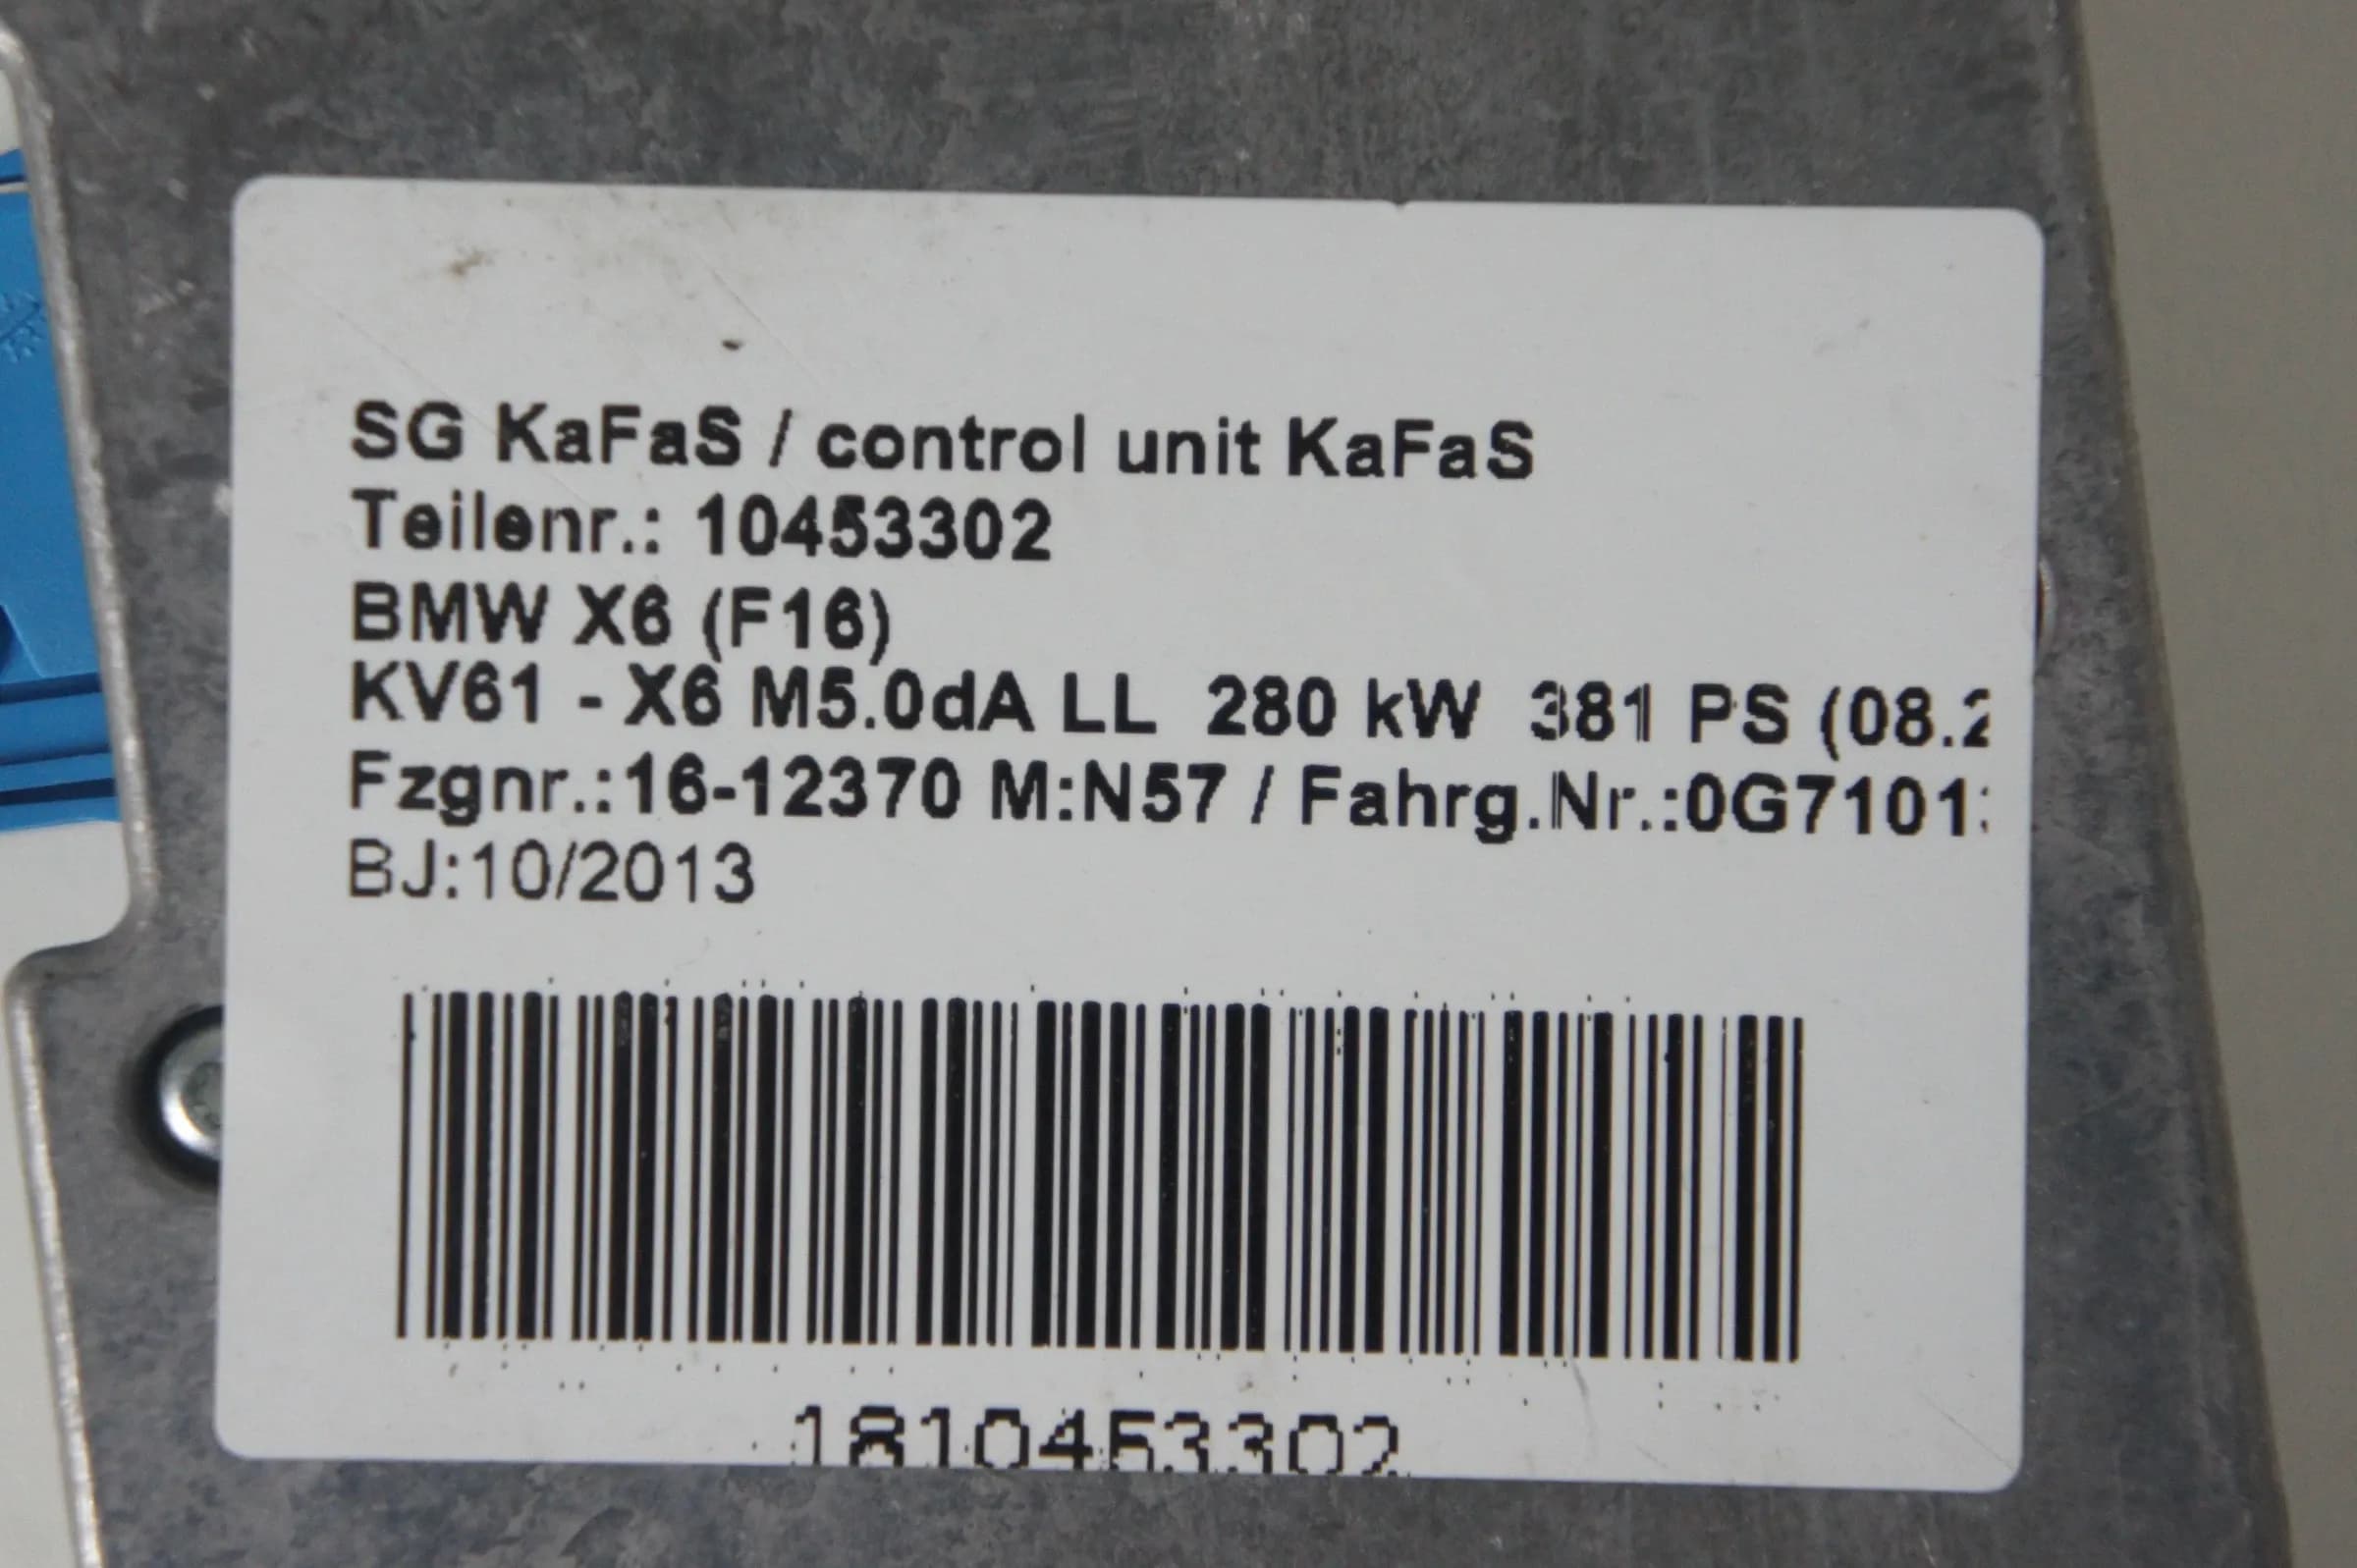 SG KaFaS / control unit KaFaS
Teilenr.: 10453302
BMW X6 (F16)
KV61 - X6 M5.0dA LL 280 kW 381 PS (08.2
Fzgnr.:16-12370 M:N57 / Fahrg.Nr.:0G7101
BJ:10/2013
1810453302